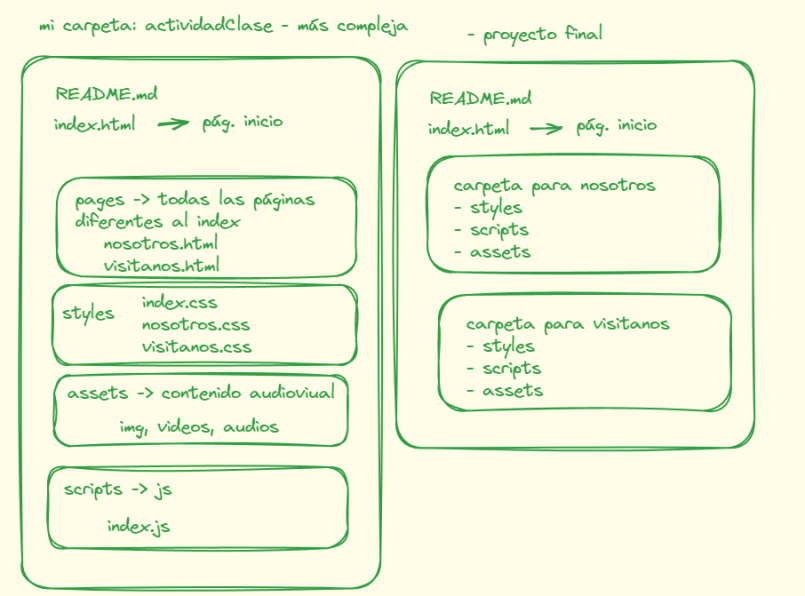 mi carpeta: actividadClase - más compleja
README.md
index.html -> pág. inicio
pages -> todas las páginas
diferentes al index
nosotros.html
visitanos.html
styles
index.css
nosotros.css
visitanos.css
assets -> contenido audioviual
img, videos, audios
scripts -> js
index.js
- proyecto final
README.md
index.html -> pág. inicio
carpeta para nosotros
- styles
- scripts
- assets
carpeta para visitanos
- styles
- scripts
- assets